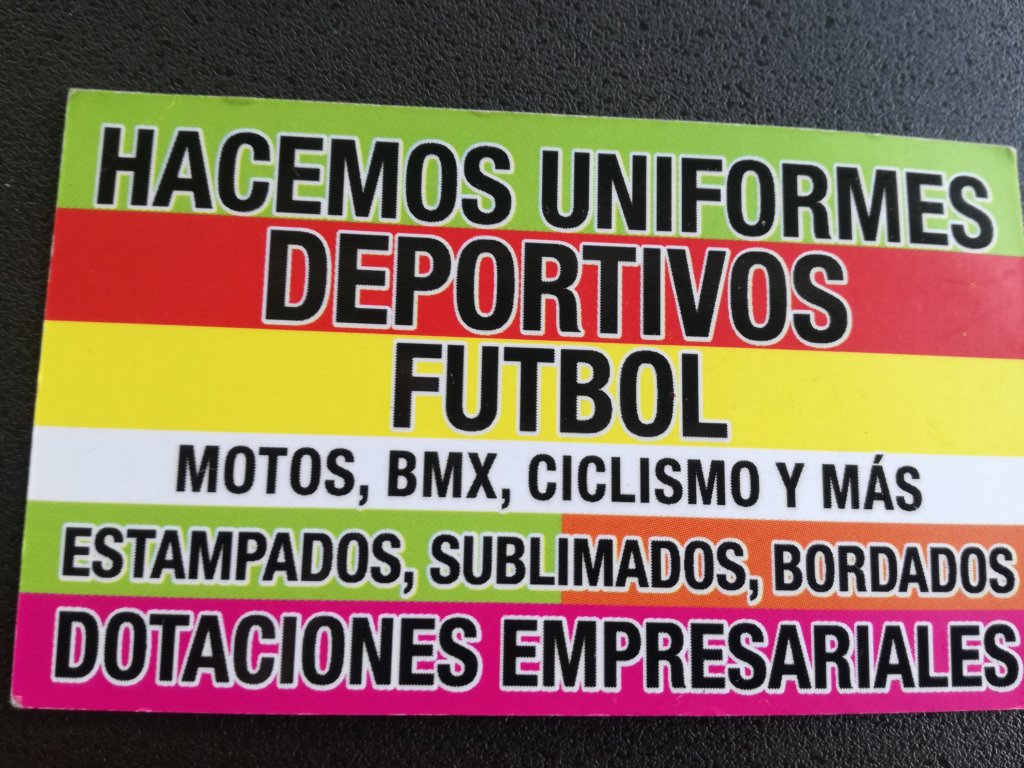 HACEMOS UNIFORMES
DEPORTIVOS
FUTBOL
MOTOS, BMX, CICLISMO Y MÁS
ESTAMPADOS, SUBLIMADOS, BORDADOS
DOTACIONES EMPRESARIALES